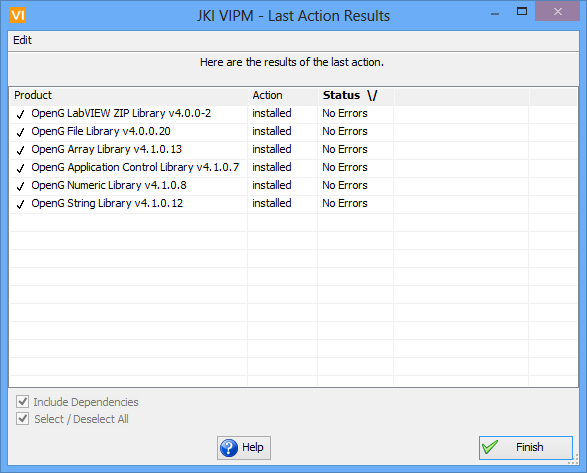 VI JKI VIPM - Last Action Results
Edit
Here are the results of the last action.
Product Action Status \/
OpenG LabVIEW ZIP Library v4.0.0-2 installed No Errors
OpenG File Library v4.0.0.20 installed No Errors
OpenG Array Library v4.1.0.13 installed No Errors
OpenG Application Control Library v4.1.0.7 installed No Errors
OpenG Numeric Library v4.1.0.8 installed No Errors
OpenG String Library v4.1.0.12 installed No Errors
Include Dependencies
Select / Deselect All
? Help Finish